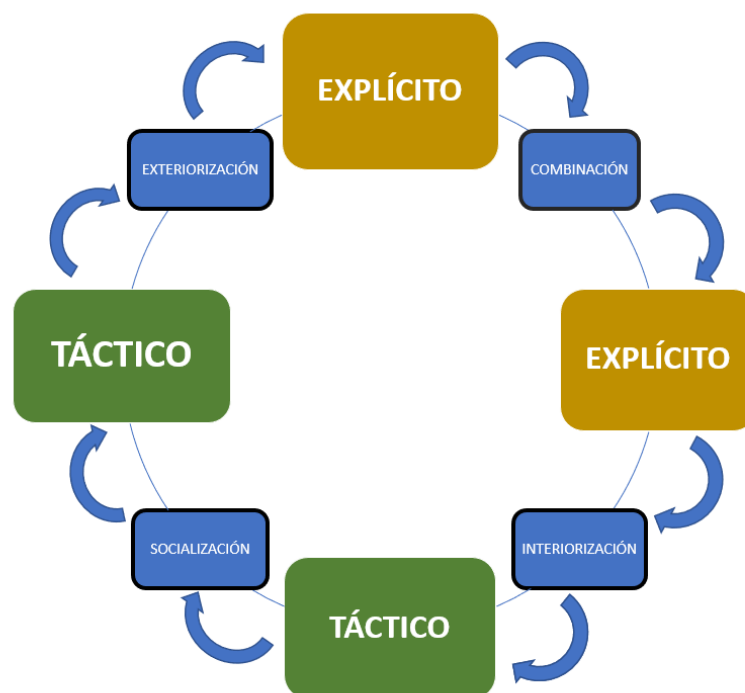 EXPLÍCITO
EXTERIORIZACIÓN
COMBINACIÓN
TÁCTICO
EXPLÍCITO
SOCIALIZACIÓN
INTERIORIZACIÓN
TÁCTICO